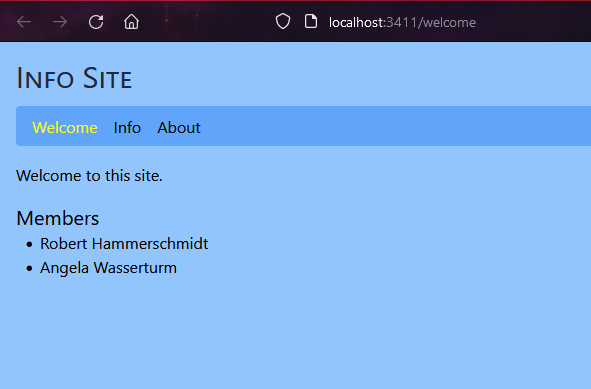 localhost:3411/welcome
Info Site
Welcome Info About
Welcome to this site.
Members
• Robert Hammerschmidt
• Angela Wasserturm